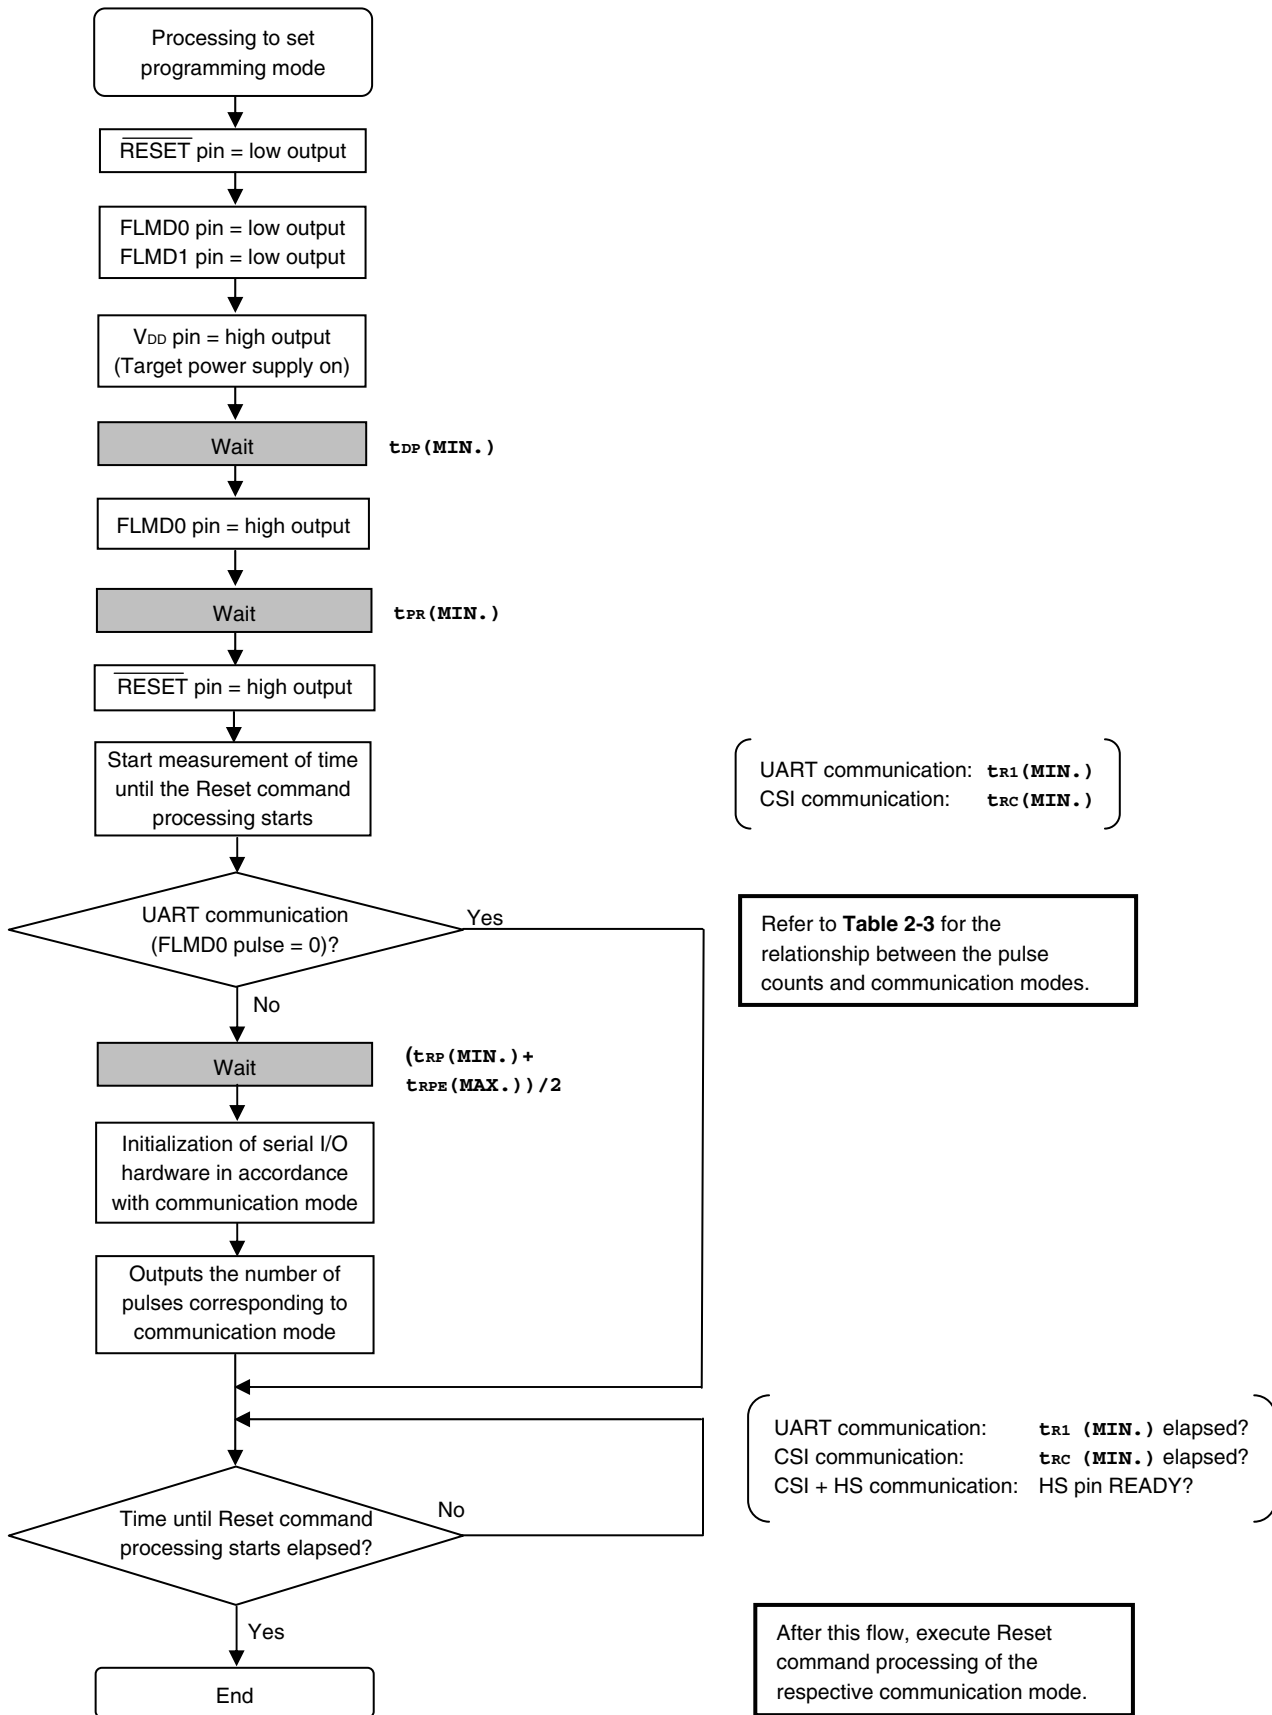 Processing to set
programming mode
RESET pin = low output
FLMD0 pin = low output
FLMD1 pin = low output
VDD pin = high output
(Target power supply on)
Wait
tDP(MIN.)
FLMD0 pin = high output
Wait
tPR(MIN.)
RESET pin = high output
Start measurement of time
until the Reset command
processing starts
UART communication: tR1(MIN.)
CSI communication: tRC(MIN.)
UART communication
(FLMD0 pulse = 0)?
Yes
No
Refer to Table 2-3 for the
relationship between the pulse
counts and communication modes.
Wait
(tRP(MIN.)+
tRPE(MAX.))/2
Initialization of serial I/O
hardware in accordance
with communication mode
Outputs the number of
pulses corresponding to
communication mode
UART communication: tR1 (MIN.) elapsed?
CSI communication: tRC (MIN.) elapsed?
CSI + HS communication: HS pin READY?
Time until Reset command
processing starts elapsed?
No
Yes
After this flow, execute Reset
command processing of the
respective communication mode.
End